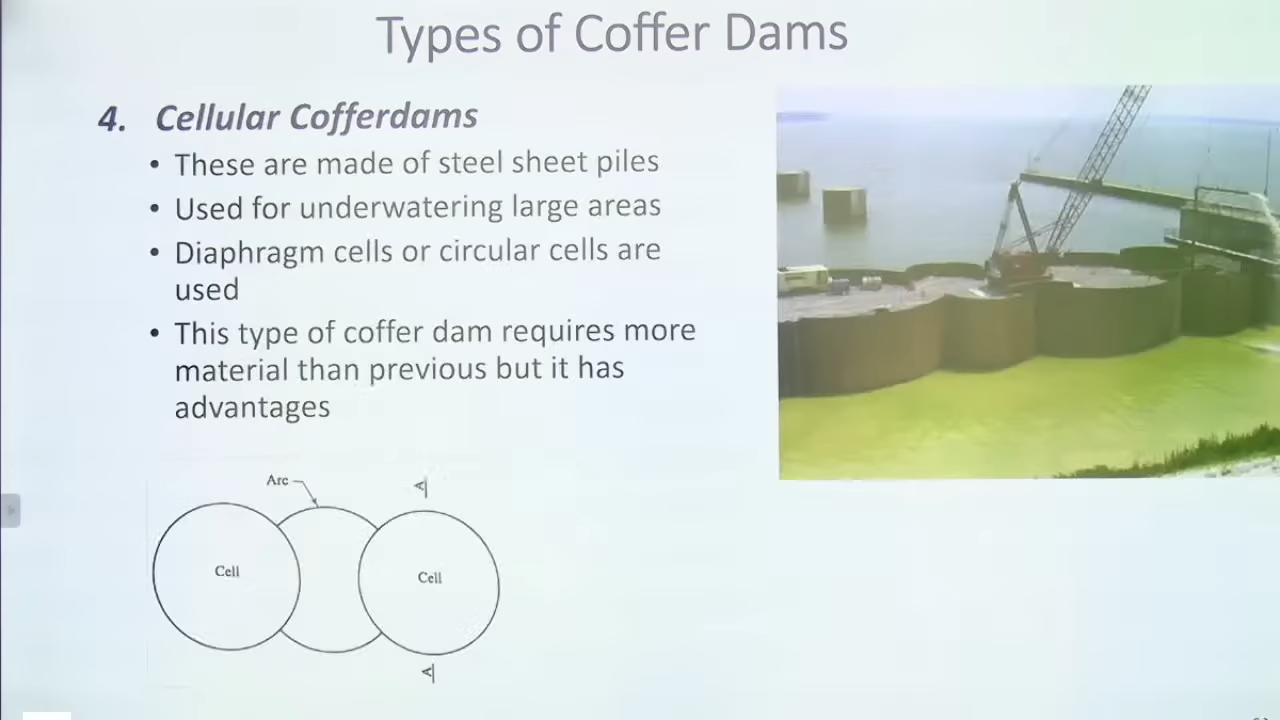 Types of Coffer Dams
4. Cellular Cofferdams
• These are made of steel sheet piles
• Used for underwatering large areas
• Diaphragm cells or circular cells are
used
• This type of coffer dam requires more
material than previous but it has
advantages
Arc
Cell
Cell